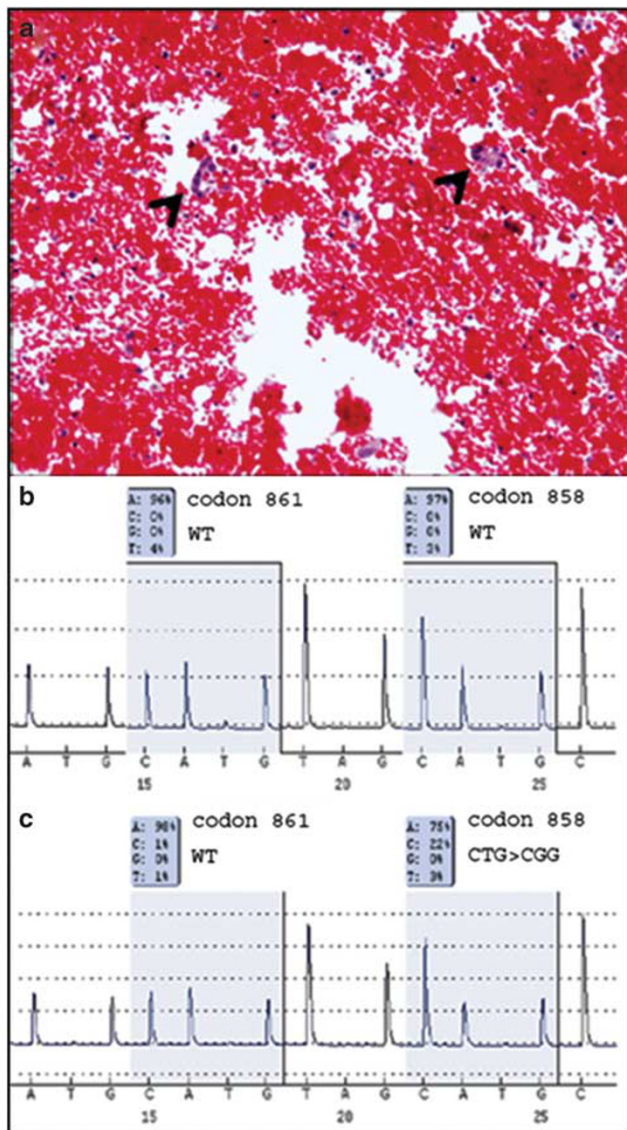 a
b
A: 96%
C: 0%
G: 0%
T: 4%
codon 861
WT
A: 97%
C: 0%
G: 0%
T: 3%
codon 858
WT
A T G C A T G T A G C A T G C
15 20 25
c
A: 98%
C: 1%
G: 0%
T: 1%
codon 861
WT
A: 75%
C: 22%
G: 0%
T: 3%
codon 858
CTG>CGG
A T G C A T G T A G C A T G C
15 20 25